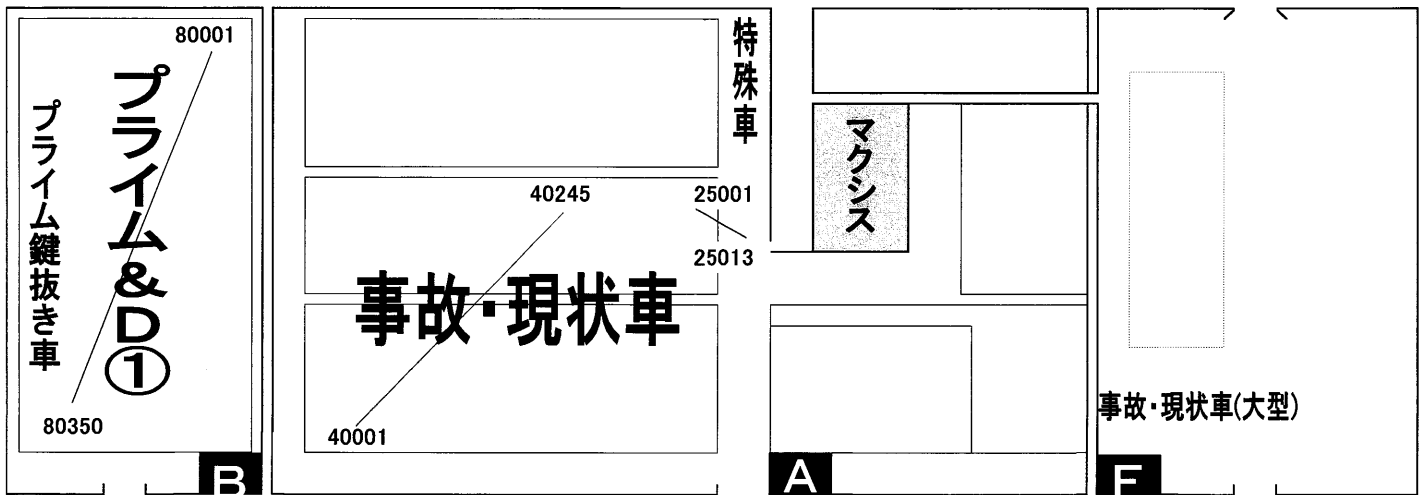 80001
プライム&D①
プライム鍵抜き車
80350
B
特殊車
40245
25001
25013
事故・現状車
40001
マクシス
A
事故・現状車(大型)
F